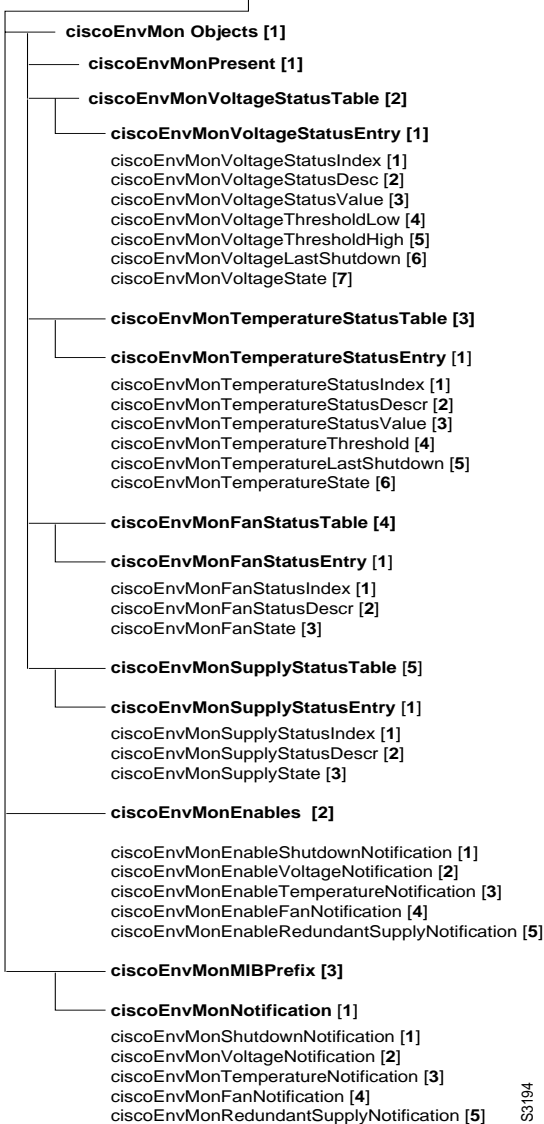 ciscoEnvMon Objects [1]
ciscoEnvMonPresent [1]
ciscoEnvMonVoltageStatusTable [2]
ciscoEnvMonVoltageStatusEntry [1]
ciscoEnvMonVoltageStatusIndex [1]
ciscoEnvMonVoltageStatusDesc [2]
ciscoEnvMonVoltageStatusValue [3]
ciscoEnvMonVoltageThresholdLow [4]
ciscoEnvMonVoltageThresholdHigh [5]
ciscoEnvMonVoltageLastShutdown [6]
ciscoEnvMonVoltageState [7]
ciscoEnvMonTemperatureStatusTable [3]
ciscoEnvMonTemperatureStatusEntry [1]
ciscoEnvMonTemperatureStatusIndex [1]
ciscoEnvMonTemperatureStatusDescr [2]
ciscoEnvMonTemperatureStatusValue [3]
ciscoEnvMonTemperatureThreshold [4]
ciscoEnvMonTemperatureLastShutdown [5]
ciscoEnvMonTemperatureState [6]
ciscoEnvMonFanStatusTable [4]
ciscoEnvMonFanStatusEntry [1]
ciscoEnvMonFanStatusIndex [1]
ciscoEnvMonFanStatusDescr [2]
ciscoEnvMonFanState [3]
ciscoEnvMonSupplyStatusTable [5]
ciscoEnvMonSupplyStatusEntry [1]
ciscoEnvMonSupplyStatusIndex [1]
ciscoEnvMonSupplyStatusDescr [2]
ciscoEnvMonSupplyState [3]
ciscoEnvMonEnables [2]
ciscoEnvMonEnableShutdownNotification [1]
ciscoEnvMonEnableVoltageNotification [2]
ciscoEnvMonEnableTemperatureNotification [3]
ciscoEnvMonEnableFanNotification [4]
ciscoEnvMonEnableRedundantSupplyNotification [5]
ciscoEnvMonMIBPrefix [3]
ciscoEnvMonNotification [1]
ciscoEnvMonShutdownNotification [1]
ciscoEnvMonVoltageNotification [2]
ciscoEnvMonTemperatureNotification [3]
ciscoEnvMonFanNotification [4]
ciscoEnvMonRedundantSupplyNotification [5]
S3194